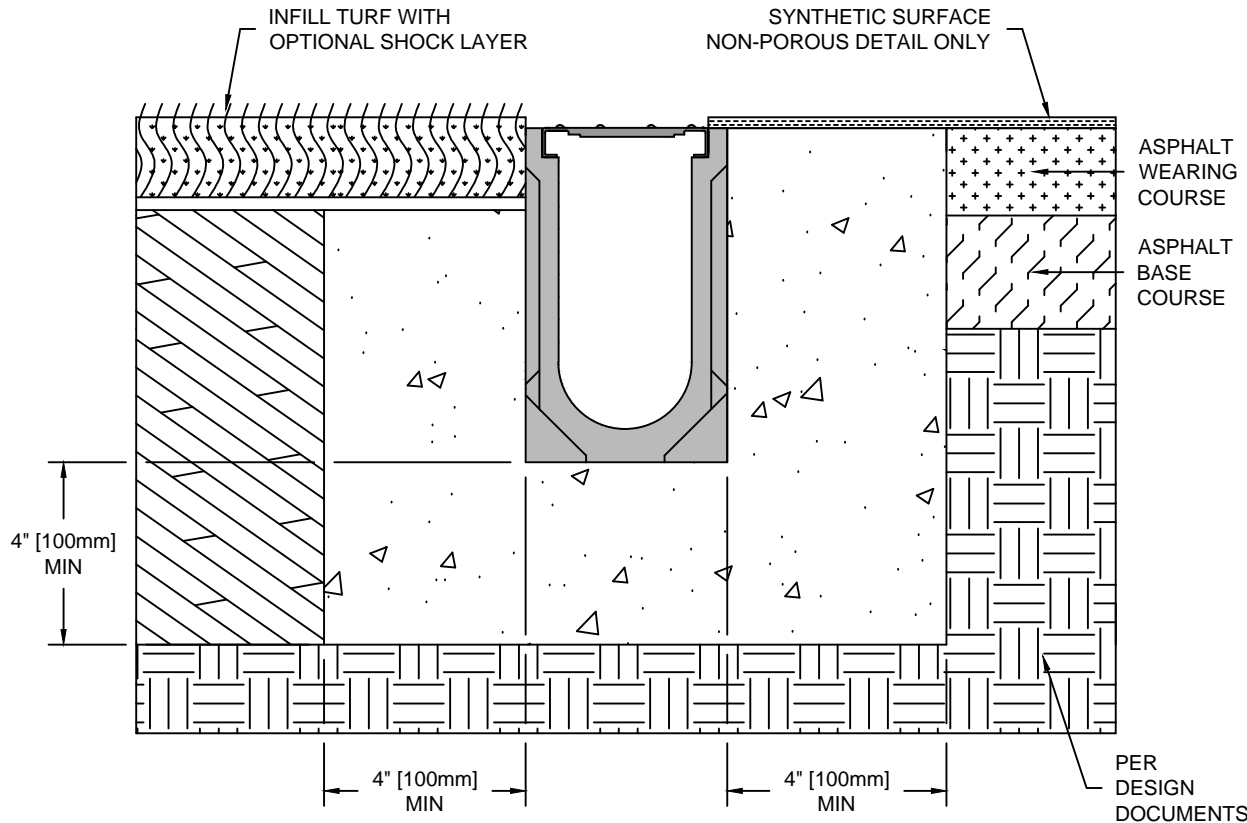 INFILL TURF WITH
OPTIONAL SHOCK LAYER
SYNTHETIC SURFACE
NON-POROUS DETAIL ONLY
ASPHALT
WEARING
COURSE
ASPHALT
BASE
COURSE
4" [100mm]
MIN
4" [100mm]
MIN
4" [100mm]
MIN
PER
DESIGN
DOCUMENTS